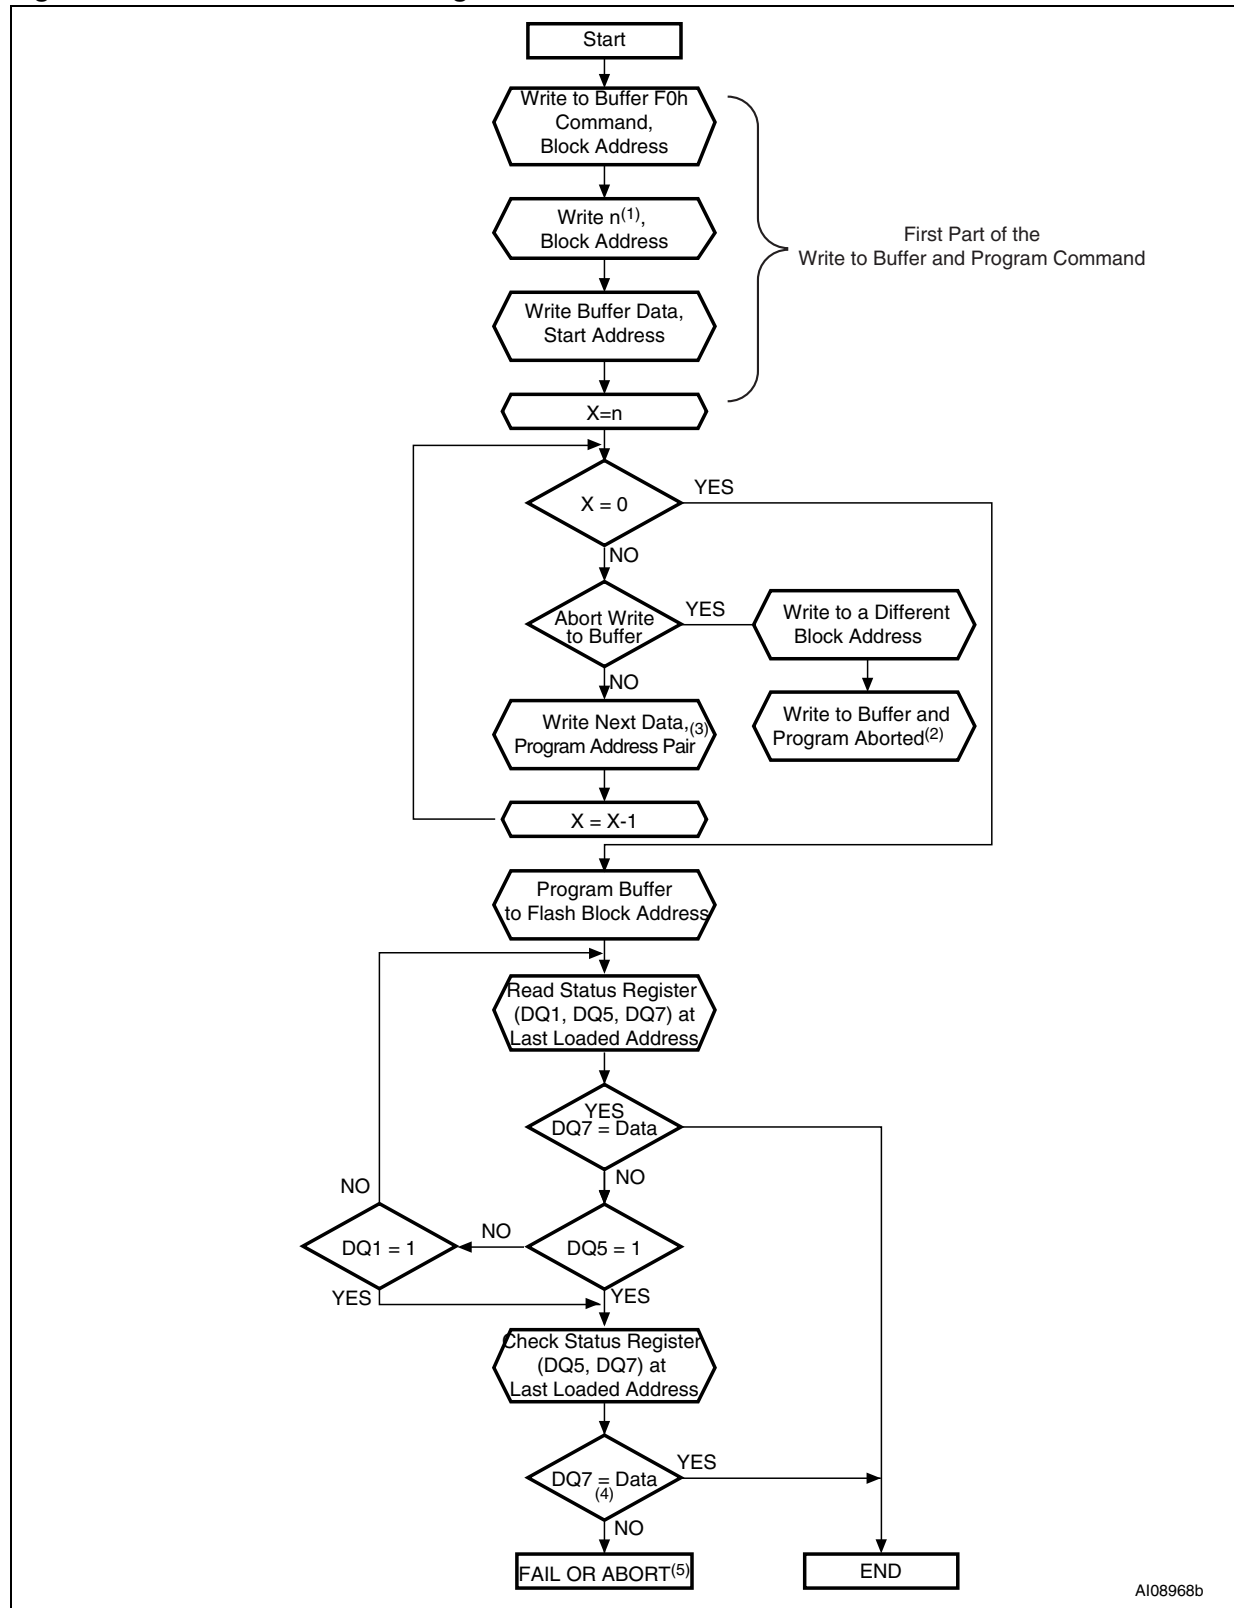 Start
Write to Buffer F0h
Command,
Block Address
Write n(1),
Block Address
First Part of the
Write to Buffer and Program Command
Write Buffer Data,
Start Address
X=n
YES
X = 0
NO
YES
Abort Write
to Buffer
Write to a Different
Block Address
NO
Write Next Data,(3)
Program Address Pair
Write to Buffer and
Program Aborted(2)
X = X-1
Program Buffer
to Flash Block Address
Read Status Register
(DQ1, DQ5, DQ7) at
Last Loaded Address
YES
DQ7 = Data
NO
NO
NO
DQ1 = 1
DQ5 = 1
YES
YES
Check Status Register
(DQ5, DQ7) at
Last Loaded Address
YES
DQ7 = Data
(4)
NO
FAIL OR ABORT(5)
END
AI08968b